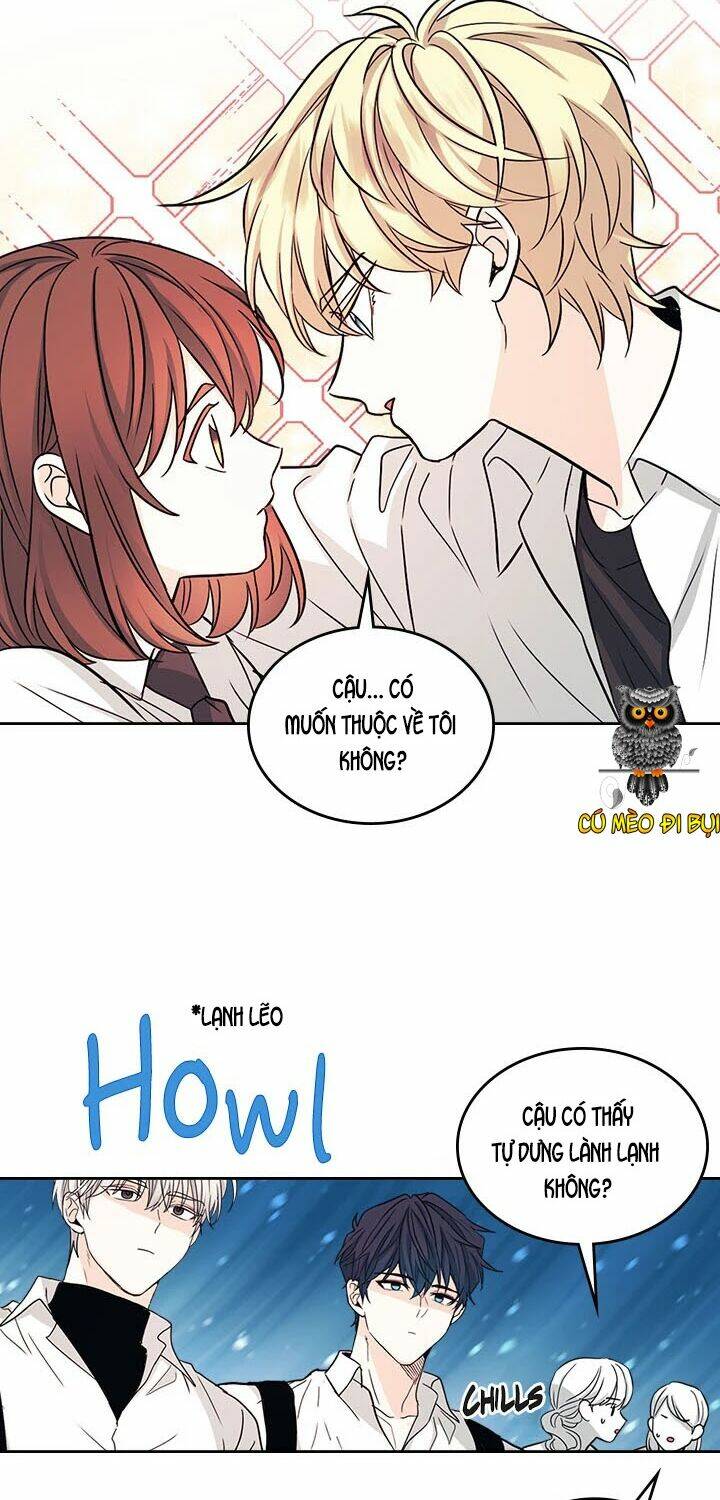 CẬU... CÓ
MUỐN THUỘC VỀ TÔI
KHÔNG?
CÚ MÈO ĐI BỤI
*LẠNH LẼO
Howl
CẬU CÓ THẤY
TỰ DƯNG LÀNH LẠNH
KHÔNG?
CHILLS